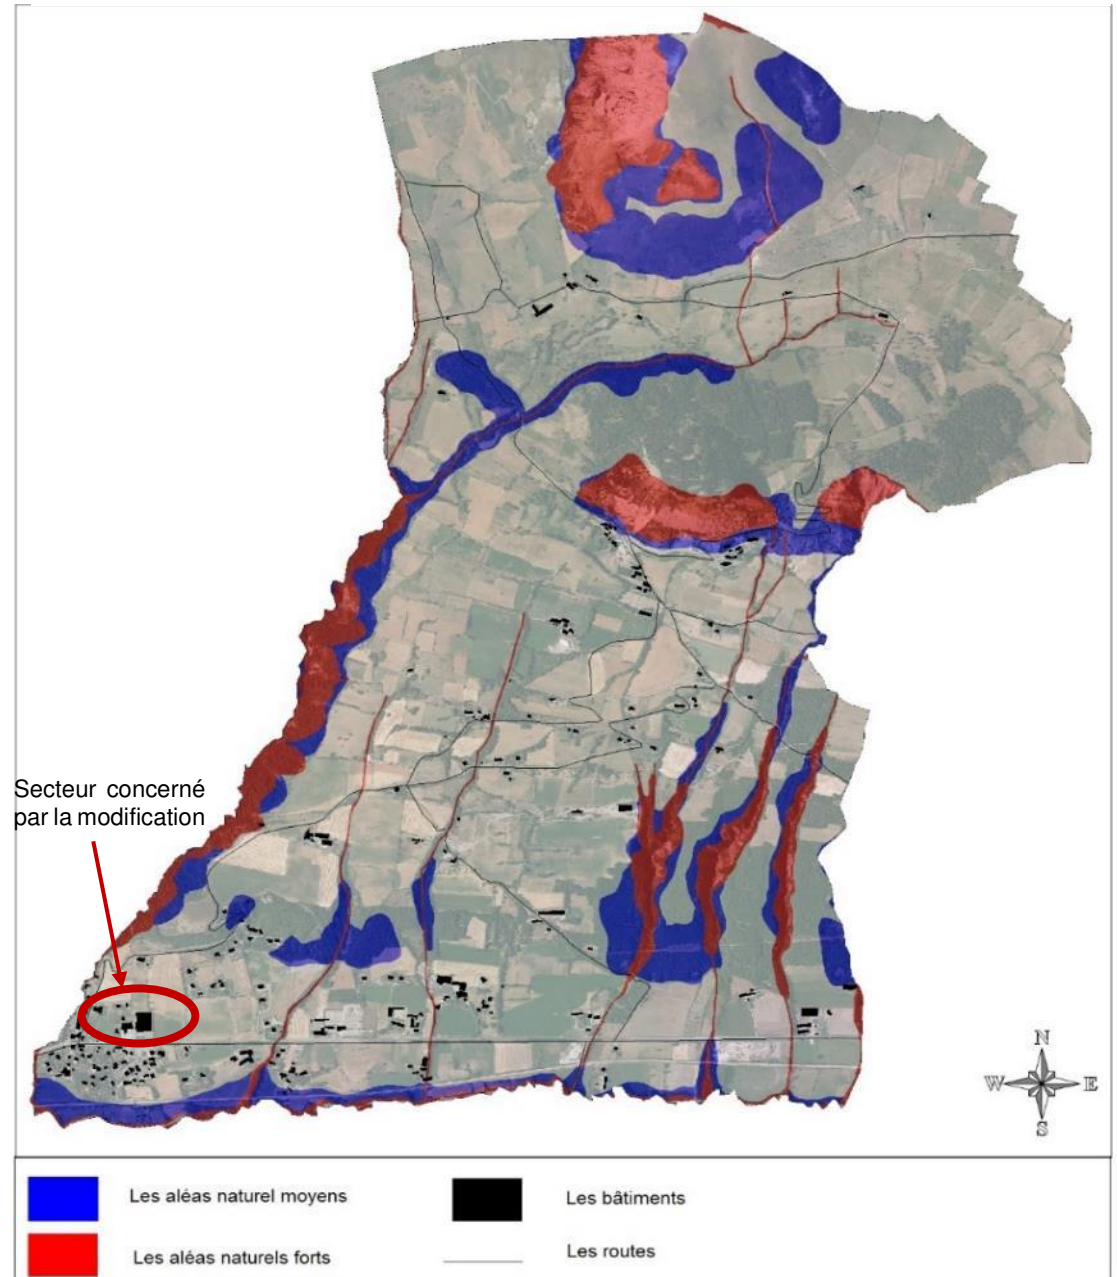 Secteur concerné
par la modification
N
W E
S
Les aléas naturel moyens
Les bâtiments
Les aléas naturels forts
Les routes